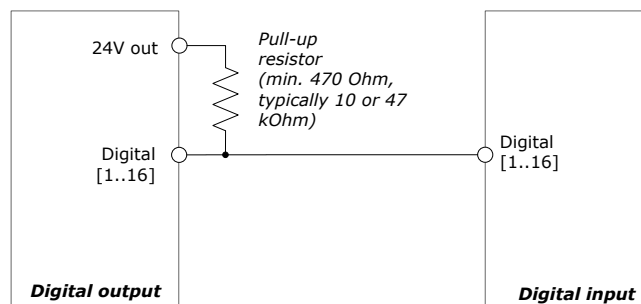 24V out
Pull-up
resistor
(min. 470 Ohm,
typically 10 or 47
kOhm)
Digital
[1..16]
Digital
[1..16]
Digital output
Digital input